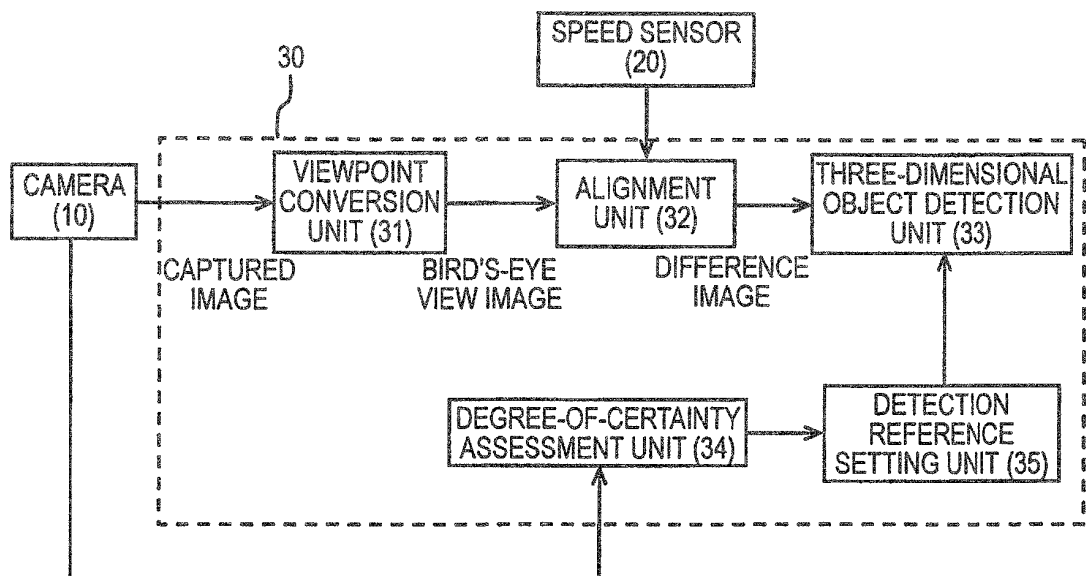 SPEED SENSOR
(20)
30
CAMERA
(10)
VIEWPOINT
CONVERSION
UNIT (31)
ALIGNMENT
UNIT (32)
THREE-DIMENSIONAL
OBJECT DETECTION
UNIT (33)
CAPTURED
IMAGE
BIRD'S-EYE
VIEW IMAGE
DIFFERENCE
IMAGE
DEGREE-OF-CERTAINTY
ASSESSMENT UNIT (34)
DETECTION
REFERENCE
SETTING UNIT (35)